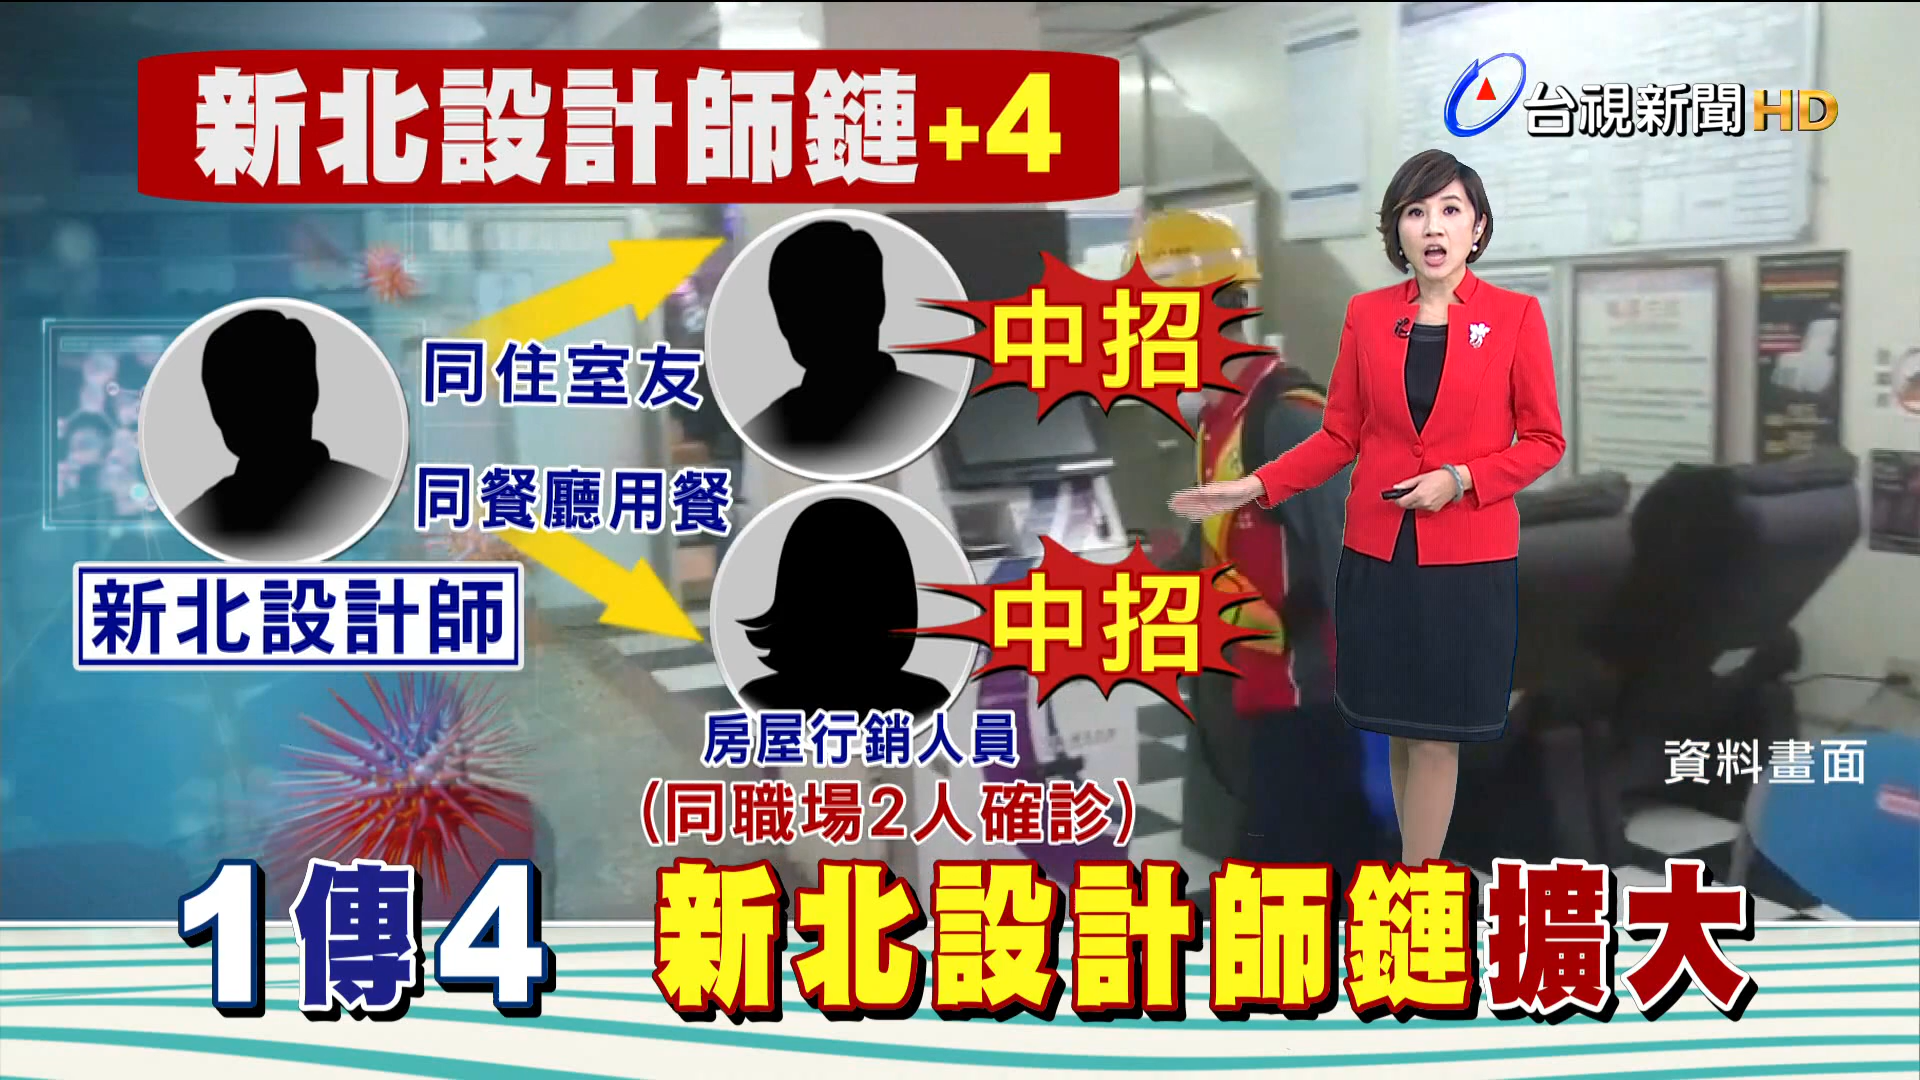 新北設計師鏈+4
台視新聞HD
同住室友
中招
同餐廳用餐
新北設計師
中招
房屋行銷人員
(同職場2人確診)
資料畫面
1傳4 新北設計師鏈擴大